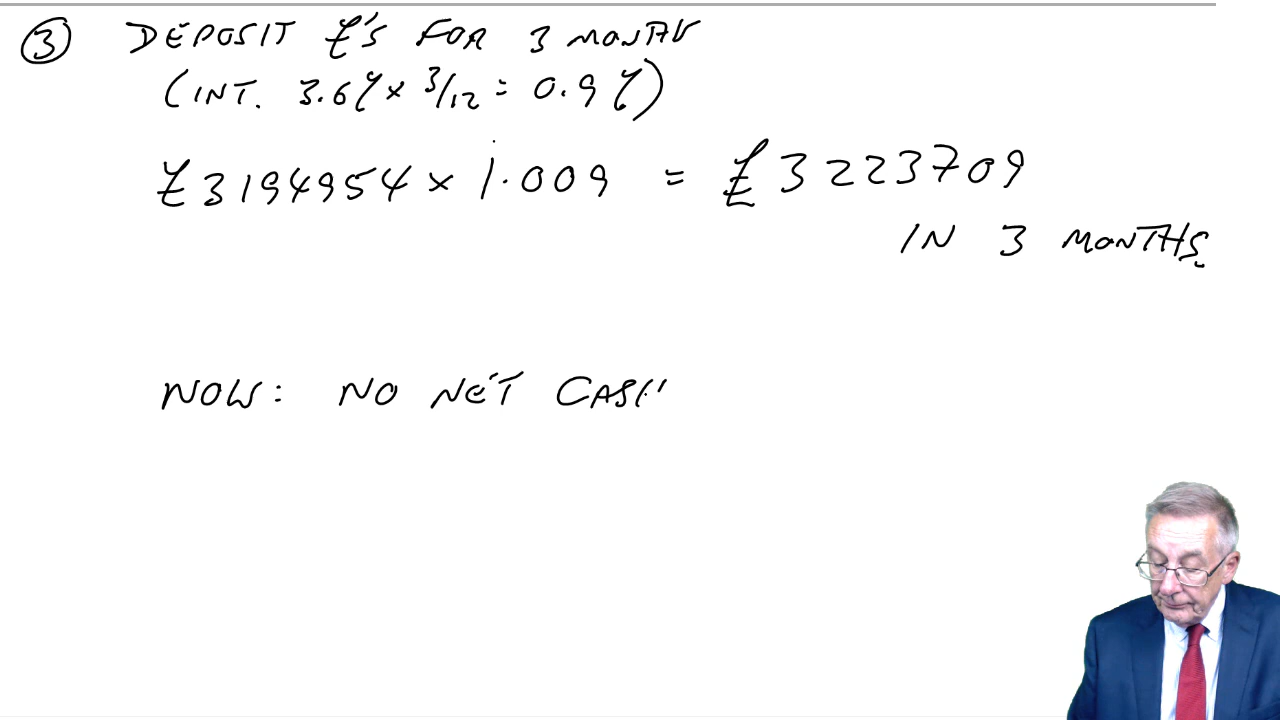 ③ DEPOSIT £'S FOR 3 MONTHS
(INT. 3.6% × 3/12 = 0.9%)
£3194954 × 1.009 = £3223709
IN 3 MONTHS.
NOW: NO NET CASH